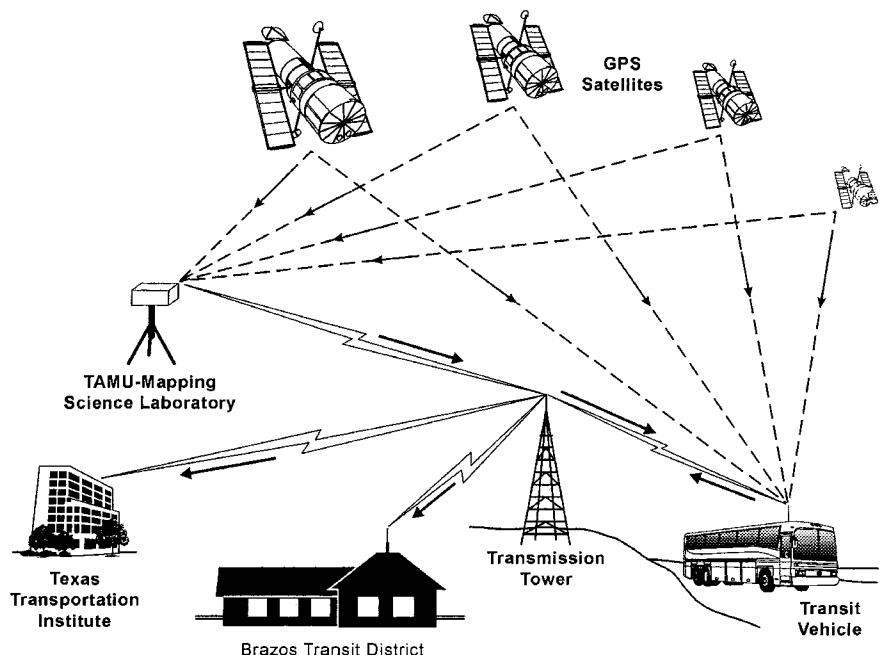 GPS
Satellites
TAMU-Mapping
Science Laboratory
Texas
Transportation
Institute
Brazos Transit District
Transmission
Tower
Transit
Vehicle